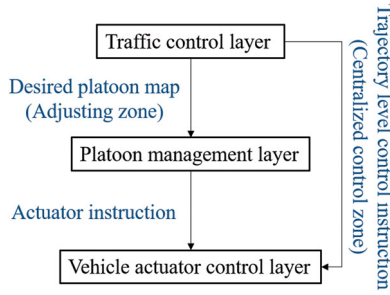 Traffic control layer
Desired platoon map
(Adjusting zone)
Platoon management layer
Actuator instruction
Vehicle actuator control layer
Trajectory level control instruction
(Centralized control zone)